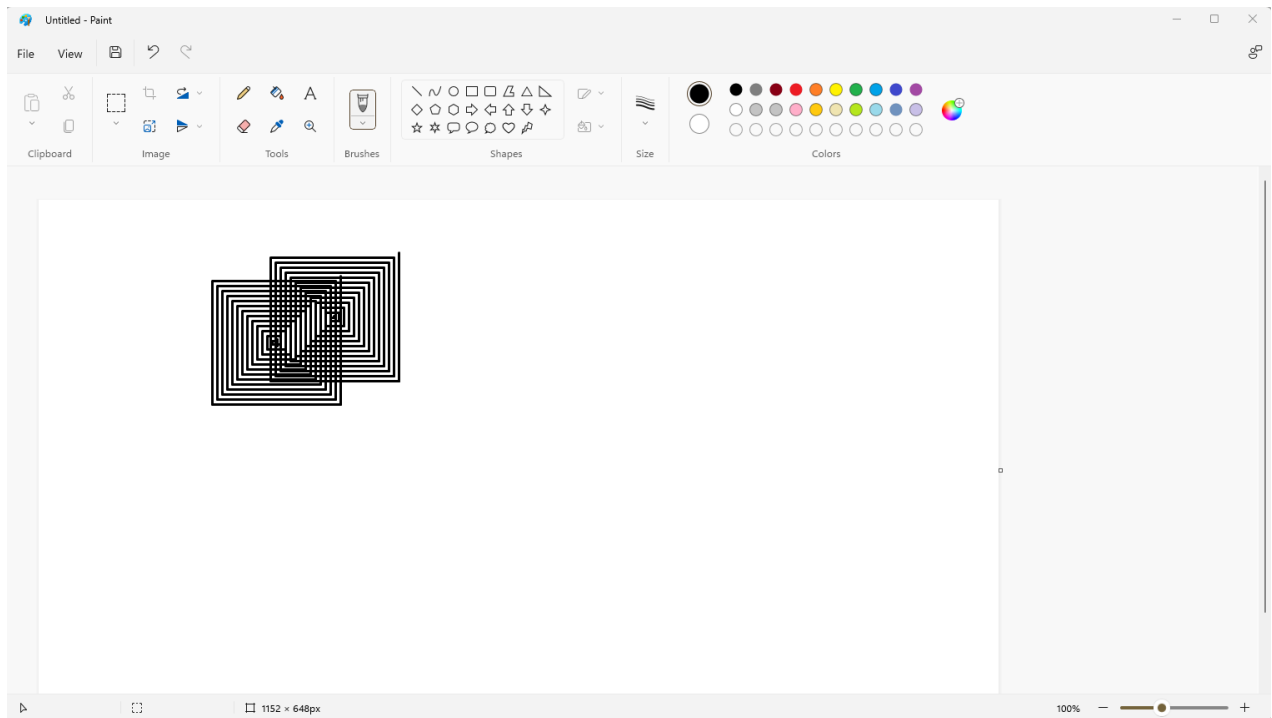 Untitled - Paint
File View
Clipboard Image Tools Brushes Shapes Size Colors
1152 × 648px 100%